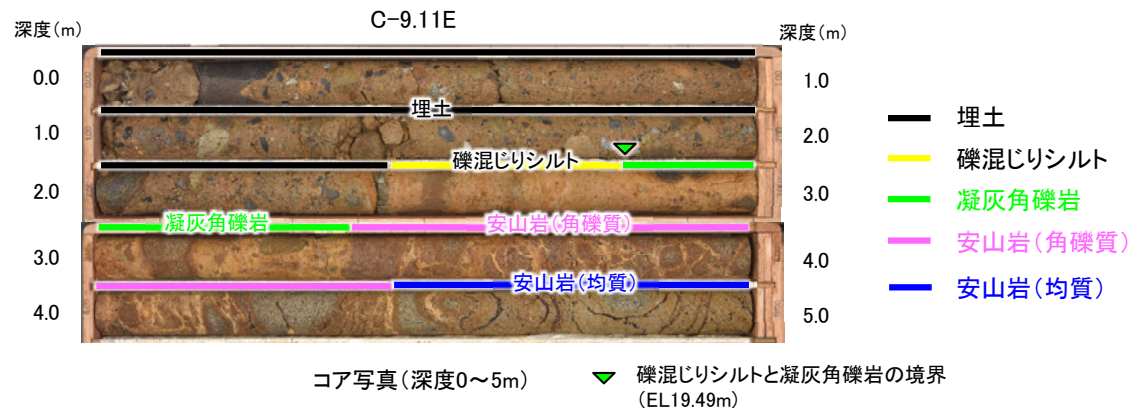 C-9.11E
深度(m)
深度(m)
0.0
1.0
埋土
1.0
2.0
礫混じりシルト
2.0
3.0
凝灰角礫岩
安山岩(角礫質)
3.0
4.0
安山岩(均質)
4.0
5.0
埋土
礫混じりシルト
凝灰角礫岩
安山岩(角礫質)
安山岩(均質)
コア写真(深度0~5m)
礫混じりシルトと凝灰角礫岩の境界
(EL19.49m)